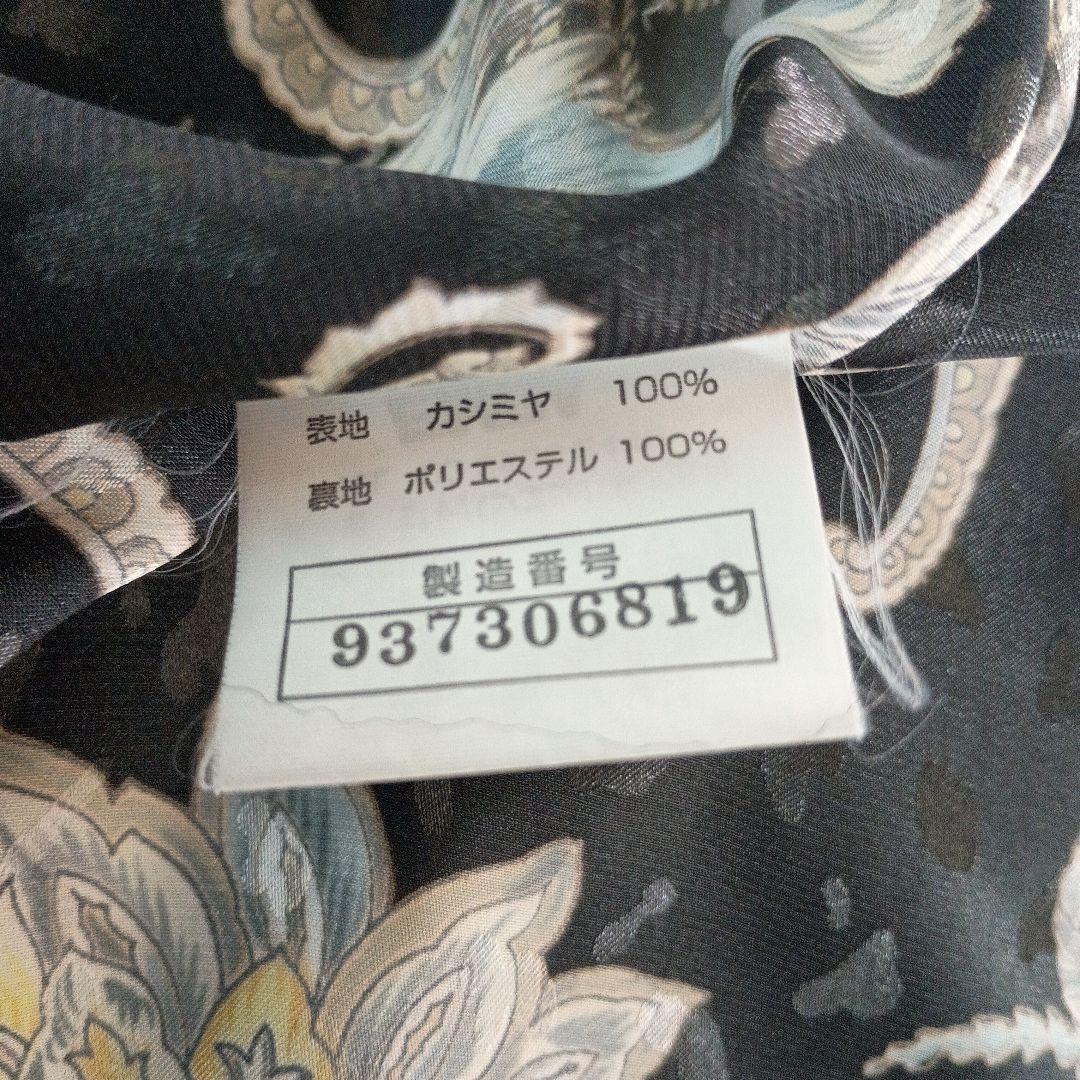 表地 カシミヤ 100%
裏地 ポリエステル 100%
製造番号
937306819